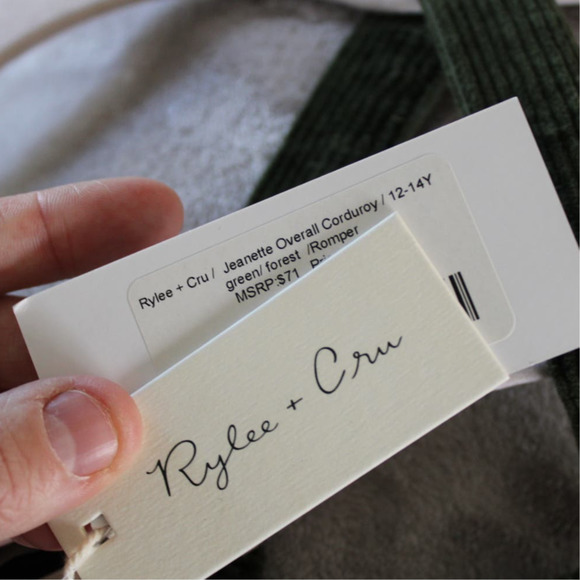 Rylee + Cru / Jeanette Overall Corduroy / 12-14Y
green/ forest /Romper
MSRP:$71
Rylee + Cru